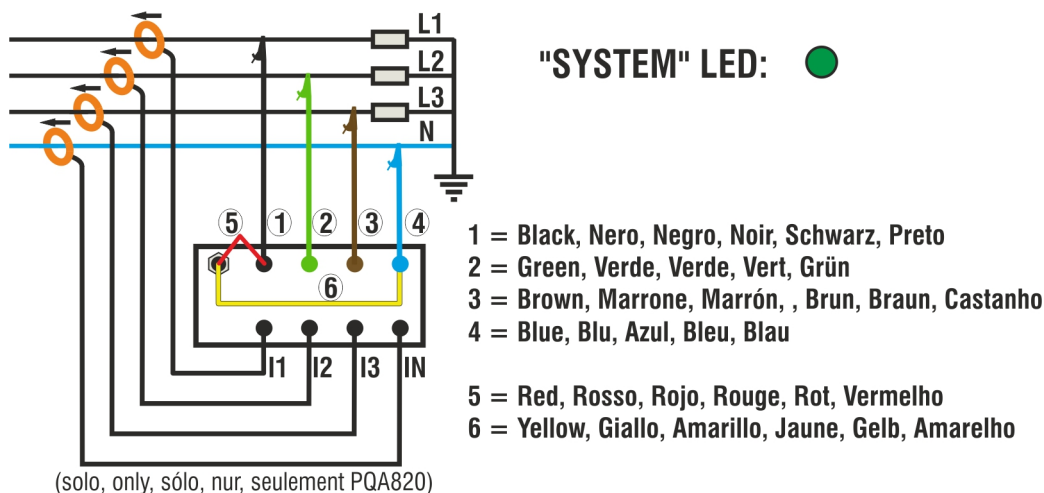 L1
L2
L3
N
"SYSTEM" LED:
5 1 2 3 4
6
I1 I2 I3 IN
1 = Black, Nero, Negro, Noir, Schwarz, Preto
2 = Green, Verde, Verde, Vert, Grün
3 = Brown, Marrone, Marrón, , Brun, Braun, Castanho
4 = Blue, Blu, Azul, Bleu, Blau
5 = Red, Rosso, Rojo, Rouge, Rot, Vermelho
6 = Yellow, Giallo, Amarillo, Jaune, Gelb, Amarelho
(solo, only, sólo, nur, seulement PQA820)